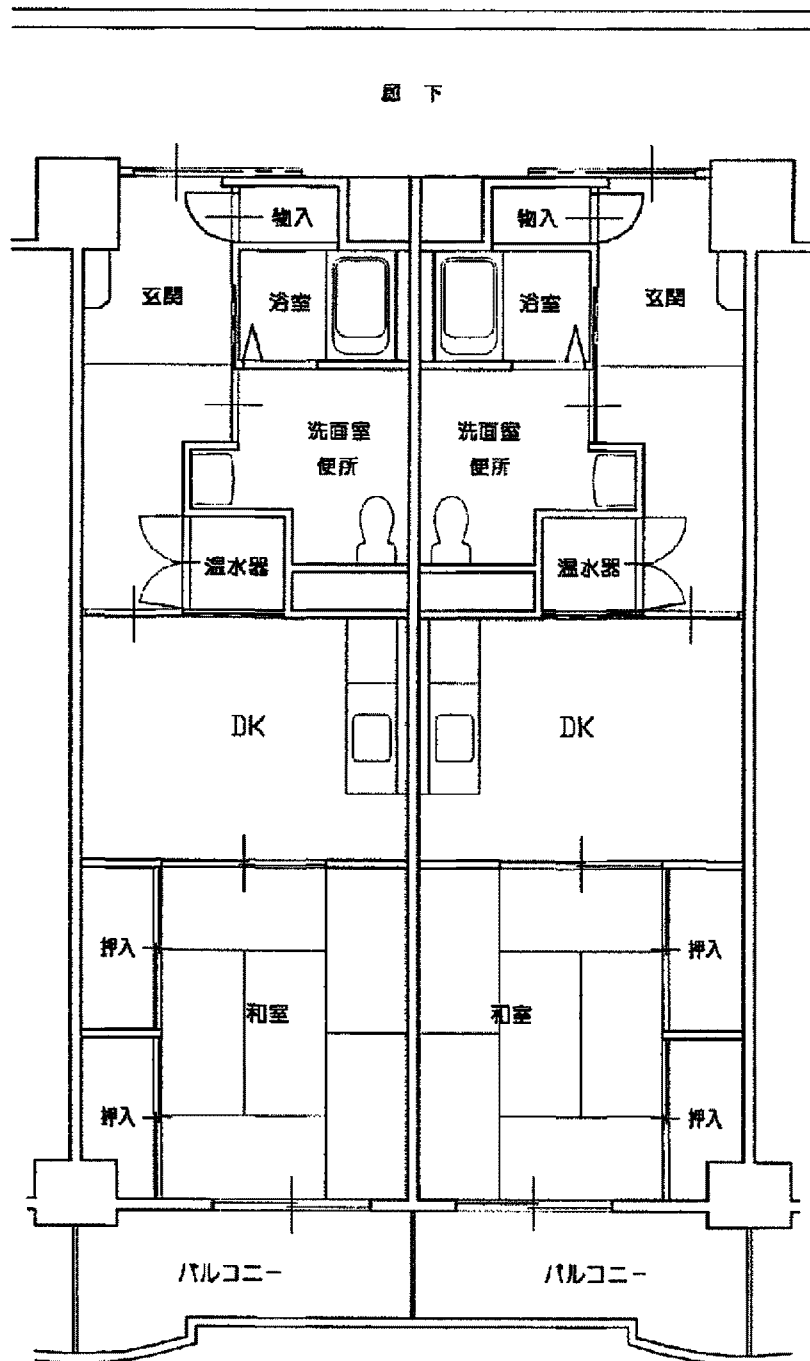 廊 下
物入 物入
浴室 浴室
玄関 玄関
洗面室 洗面室
便所 便所
温水器 温水器
DK DK
押入 押入
和室 和室
押入 押入
バルコニー バルコニー